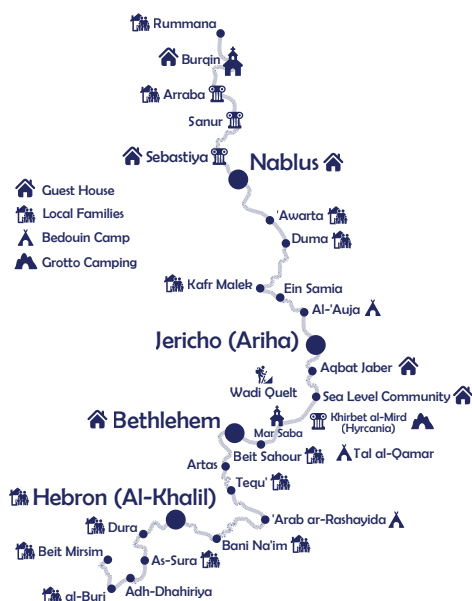 Rummana
Burqin
Arraba
Sanur
Sebastiya
Nablus
Guest House
Local Families
Bedouin Camp
Grotto Camping
'Awarta
Duma
Kafr Malek
Ein Samia
Al-'Auja
Jericho (Ariha)
Aqbat Jaber
Wadi Quelt
Sea Level Community
Bethlehem
Mar Saba
Khirbet al-Mird
(Hyrcania)
Beit Sahour
Tal al-Qamar
Artas
Tequ'
Hebron (Al-Khalil)
'Arab ar-Rashayida
Dura
Bani Na'im
Beit Mirsim
As-Sura
Adh-Dhahiriya
al-Buri